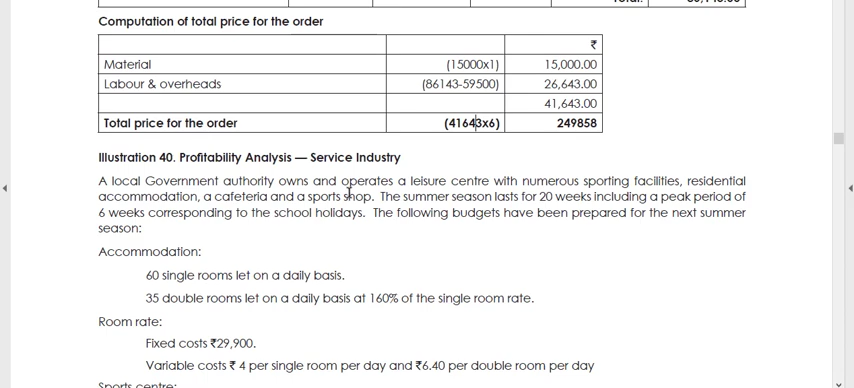 Computation of total price for the order
₹
Material (15000x1) 15,000.00
Labour & overheads (86143-59500) 26,643.00
41,643.00
Total price for the order (41643x6) 249858
Illustration 40. Profitability Analysis — Service Industry
A local Government authority owns and operates a leisure centre with numerous sporting facilities, residential
accommodation, a cafeteria and a sports shop. The summer season lasts for 20 weeks including a peak period of
6 weeks corresponding to the school holidays. The following budgets have been prepared for the next summer
season:
Accommodation:
60 single rooms let on a daily basis.
35 double rooms let on a daily basis at 160% of the single room rate.
Room rate:
Fixed costs ₹29,900.
Variable costs ₹ 4 per single room per day and ₹6.40 per double room per day
Sports centre: